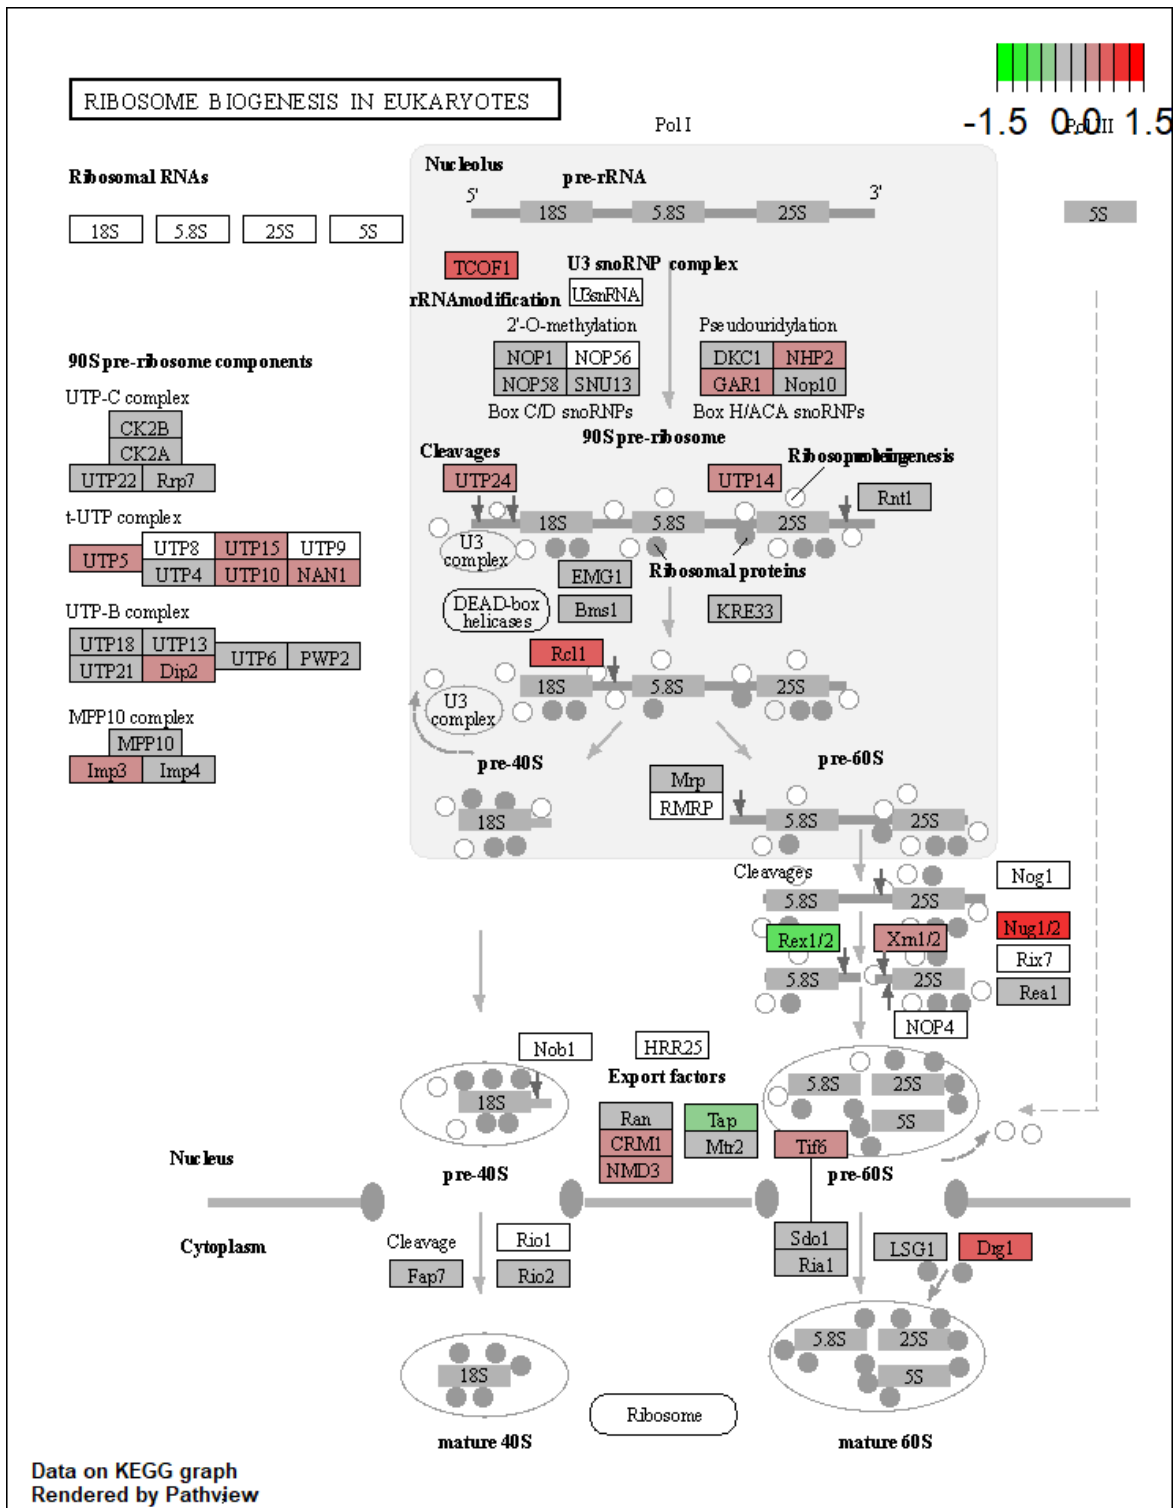 RIBOSOME BIOGENESIS IN EUKARYOTES
-1.5 0.0 1.5
Pol I
Ribosomal RNAs
18S 5.8S 25S 5S
Nucleolus
pre-rRNA
5' 3'
18S 5.8S 25S
5S
TCOF1
U3 snoRNP complex
rRNA modification
U3snRNA
2'-O-methylation
NOP1 NOP56
NOP58 SNU13
Box C/D snoRNPs
Pseudouridylation
DKC1 NHP2
GAR1 Nop10
Box H/ACA snoRNPs
90S pre-ribosome components
UTP-C complex
CK2B
CK2A
UTP22 Rrp7
t-UTP complex
UTP5 UTP8 UTP15 UTP9
UTP4 UTP10 NAN1
UTP-B complex
UTP18 UTP13
UTP21 Dip2
UTP6 PWP2
MPP10 complex
MPP10
Imp3 Imp4
90S pre-ribosome
Cleavages
UTP24 UTP14
Rnt1
18S 5.8S 25S
U3
complex
Ribosomal proteins
EMG1
Bms1
DEAD-box
helicases
KRE33
Rcl1
18S 5.8S 25S
U3
complex
pre-40S pre-60S
Mrp
RMRP
18S
5.8S 25S
Cleavages
Nog1
5.8S 25S
Rex1/2 Xrn1/2
Nug1/2
Rix7
Rea1
5.8S 25S
NOP4
Nob1
HRR25
Export factors
18S
5.8S 25S
5S
Ran
CRM1
NMD3
Tap
Mtr2
Tif6
Nucleus
pre-40S pre-60S
Cytoplasm
Cleavage
Fap7
Rio1
Rio2
Sdo1
Ria1
LSG1
Drg1
18S
5.8S 25S
5S
Ribosome
mature 40S mature 60S
Data on KEGG graph
Rendered by Pathview